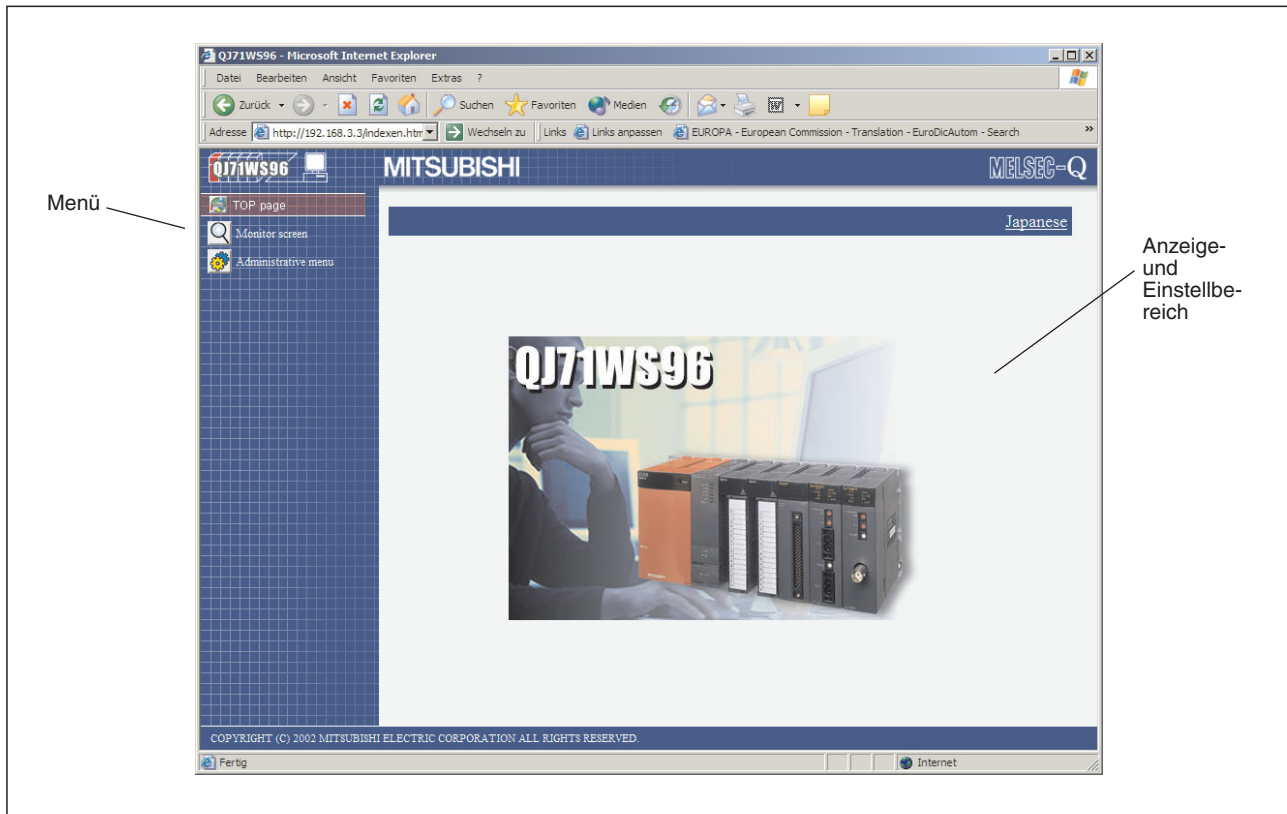 QJ71WS96 - Microsoft Internet Explorer
Datei Bearbeiten Ansicht Favoriten Extras ?
Zurück Suchen Favoriten Medien
Adresse http://192.168.3.3/indexen.htm Wechseln zu Links Links anpassen EUROPA - European Commission - Translation - EuroDicAutom - Search »
QJ71WS96 MITSUBISHI MELSEC-Q
Menü
TOP page
Monitor screen
Administrative menu
Japanese
Anzeige-
und
Einstellbe-
reich
QJ71WS96
COPYRIGHT (C) 2002 MITSUBISHI ELECTRIC CORPORATION ALL RIGHTS RESERVED.
Fertig Internet